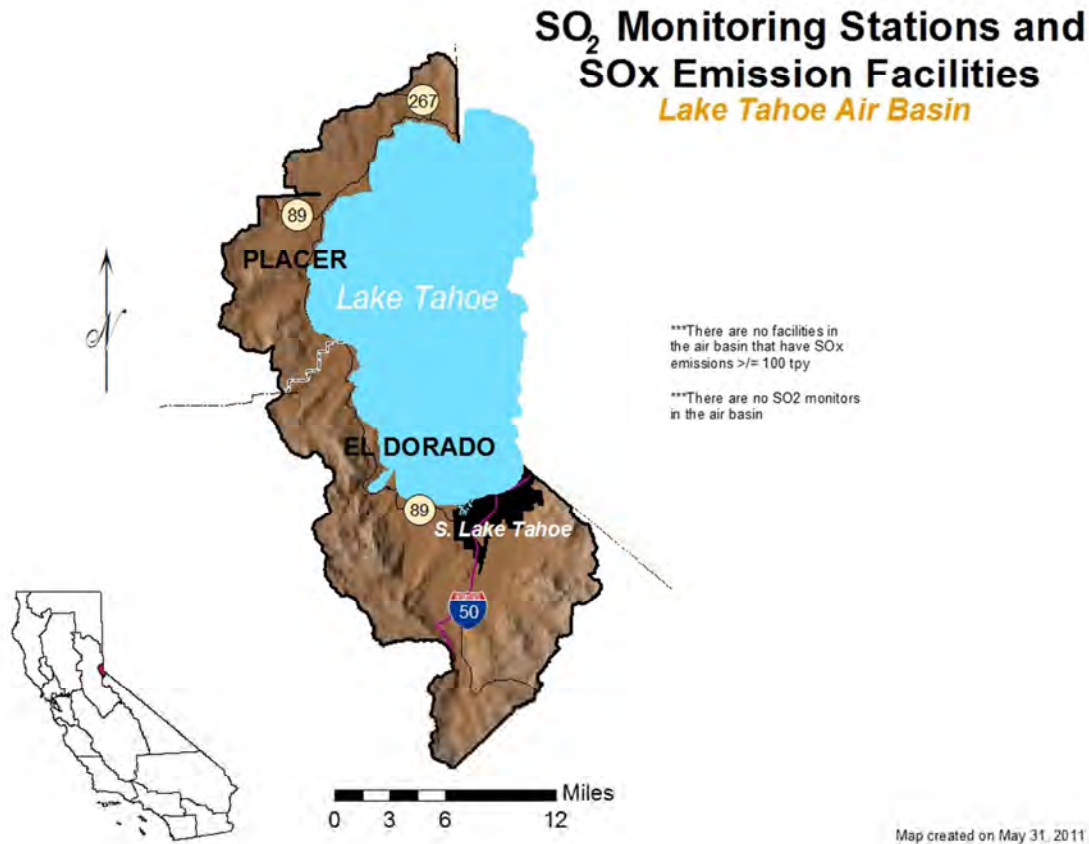 SO2 Monitoring Stations and
SOx Emission Facilities
Lake Tahoe Air Basin
267
89
PLACER
Lake Tahoe
N
***There are no facilities in
the air basin that have SOx
emissions >/= 100 tpy
***There are no SO2 monitors
in the air basin
EL DORADO
89
S. Lake Tahoe
50
Miles
0 3 6 12
Map created on May 31, 2011